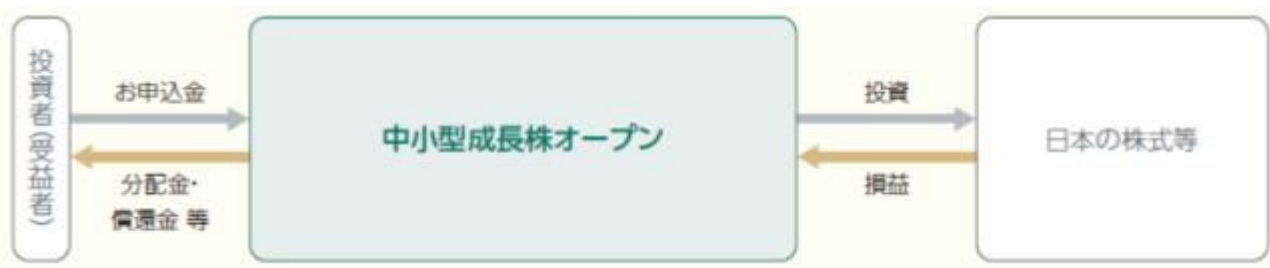 投資者(受益者)
お申込金
分配金・
償還金 等
中小型成長株オープン
投資
損益
日本の株式等